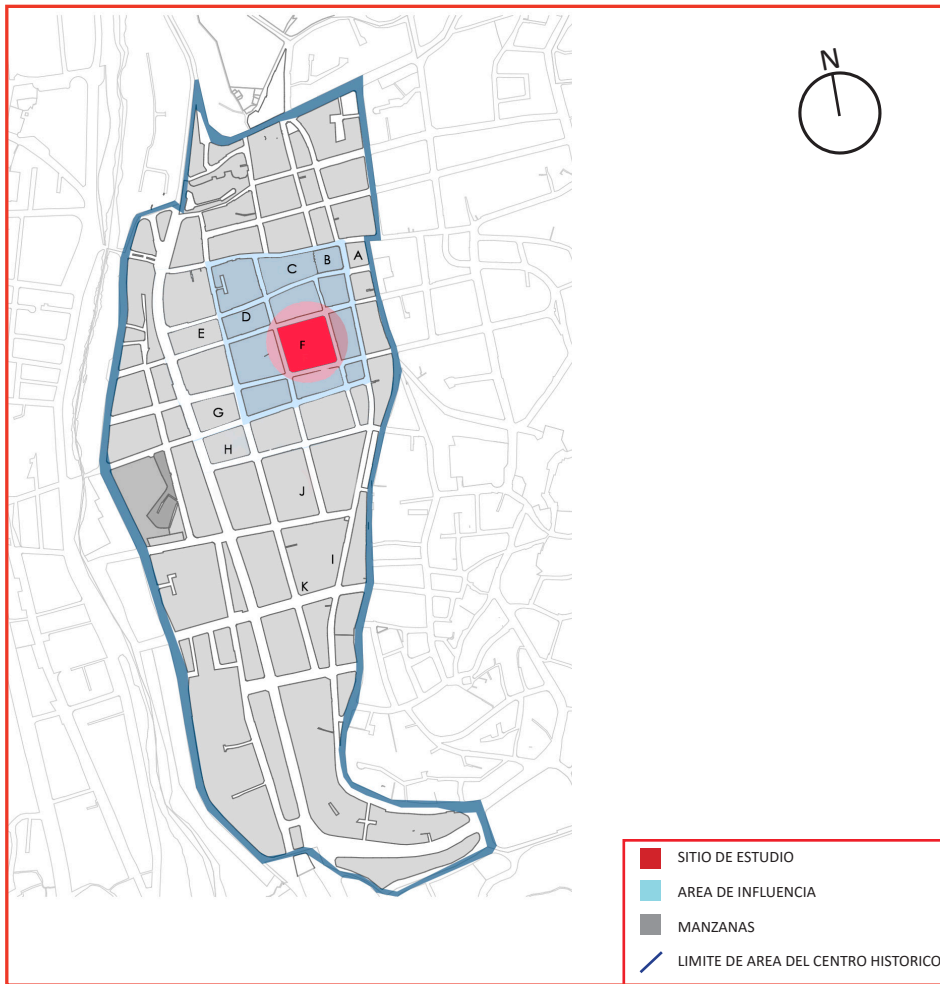 N
A
B
C
D
E
F
G
H
J
I
K
SITIO DE ESTUDIO
AREA DE INFLUENCIA
MANZANAS
LIMITE DE AREA DEL CENTRO HISTORICO